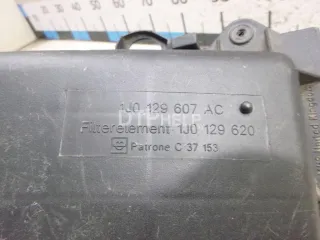 1J0 129 607 AC
Filterelement 1J0 129 620
Patrone C 37 153